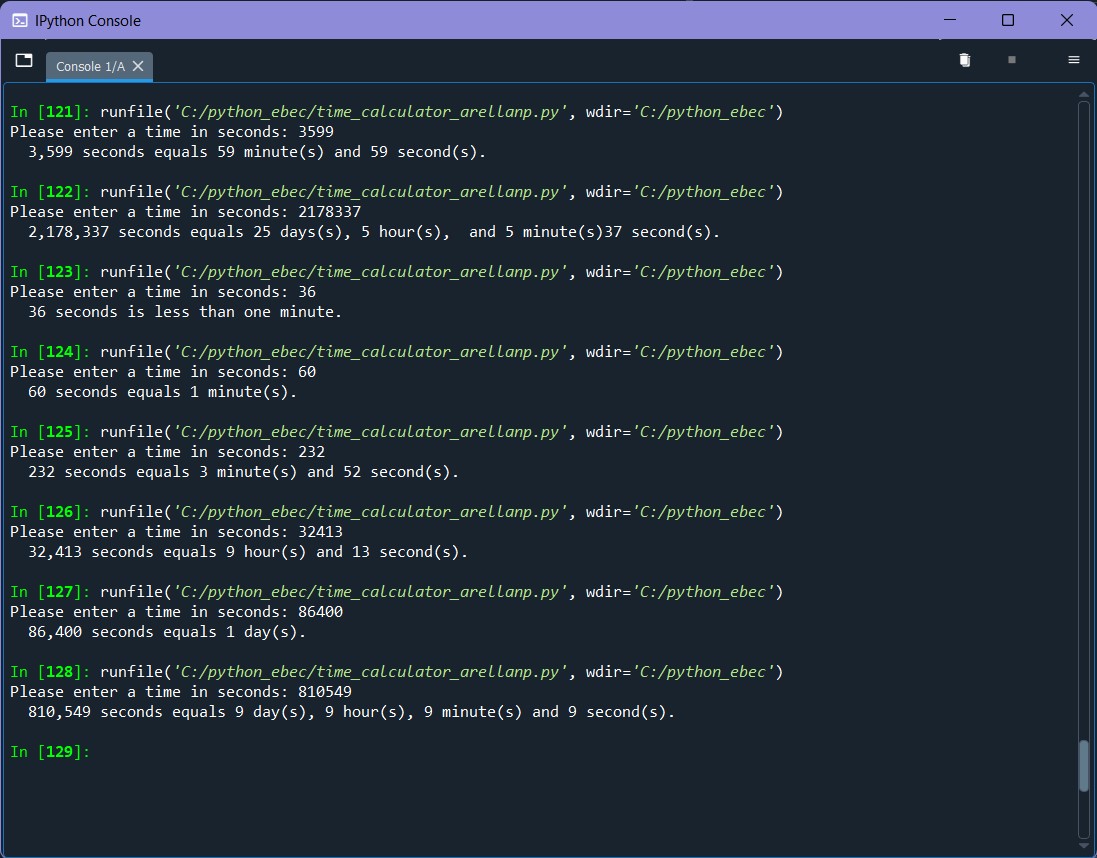 IPython Console
Console 1/A
In [121]: runfile('C:/python_ebec/time_calculator_arellanp.py', wdir='C:/python_ebec')
Please enter a time in seconds: 3599
  3,599 seconds equals 59 minute(s) and 59 second(s).
In [122]: runfile('C:/python_ebec/time_calculator_arellanp.py', wdir='C:/python_ebec')
Please enter a time in seconds: 2178337
  2,178,337 seconds equals 25 days(s), 5 hour(s),  and 5 minute(s)37 second(s).
In [123]: runfile('C:/python_ebec/time_calculator_arellanp.py', wdir='C:/python_ebec')
Please enter a time in seconds: 36
  36 seconds is less than one minute.
In [124]: runfile('C:/python_ebec/time_calculator_arellanp.py', wdir='C:/python_ebec')
Please enter a time in seconds: 60
  60 seconds equals 1 minute(s).
In [125]: runfile('C:/python_ebec/time_calculator_arellanp.py', wdir='C:/python_ebec')
Please enter a time in seconds: 232
  232 seconds equals 3 minute(s) and 52 second(s).
In [126]: runfile('C:/python_ebec/time_calculator_arellanp.py', wdir='C:/python_ebec')
Please enter a time in seconds: 32413
  32,413 seconds equals 9 hour(s) and 13 second(s).
In [127]: runfile('C:/python_ebec/time_calculator_arellanp.py', wdir='C:/python_ebec')
Please enter a time in seconds: 86400
  86,400 seconds equals 1 day(s).
In [128]: runfile('C:/python_ebec/time_calculator_arellanp.py', wdir='C:/python_ebec')
Please enter a time in seconds: 810549
  810,549 seconds equals 9 day(s), 9 hour(s), 9 minute(s) and 9 second(s).
In [129]: